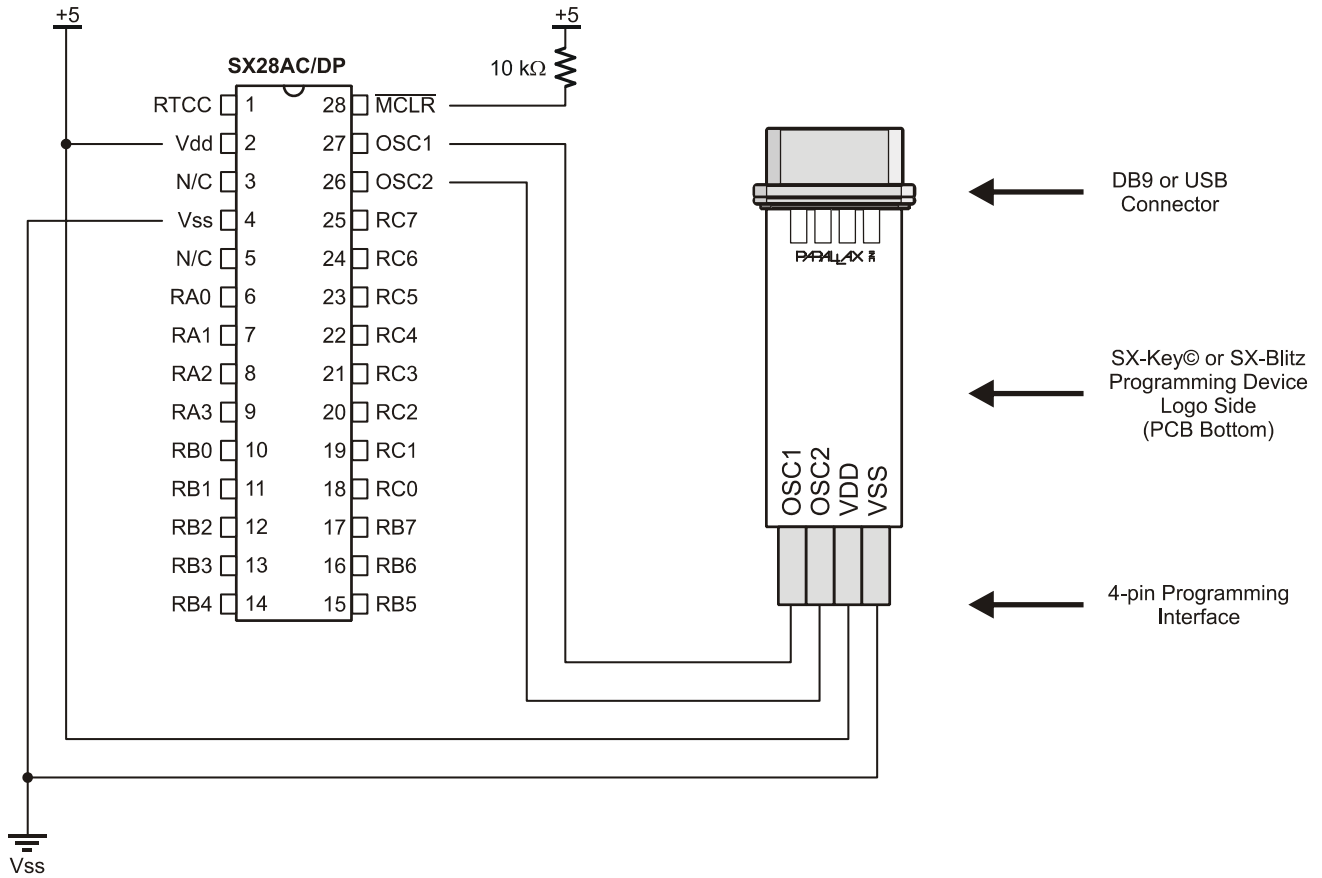 +5
+5
10 kΩ
SX28AC/DP
RTCC 1 28 MCLR
Vdd 2 27 OSC1
N/C 3 26 OSC2
Vss 4 25 RC7
N/C 5 24 RC6
RA0 6 23 RC5
RA1 7 22 RC4
RA2 8 21 RC3
RA3 9 20 RC2
RB0 10 19 RC1
RB1 11 18 RC0
RB2 12 17 RB7
RB3 13 16 RB6
RB4 14 15 RB5
Vss
PARALLAX
OSC1
OSC2
VDD
VSS
DB9 or USB
Connector
SX-Key© or SX-Blitz
Programming Device
Logo Side
(PCB Bottom)
4-pin Programming
Interface